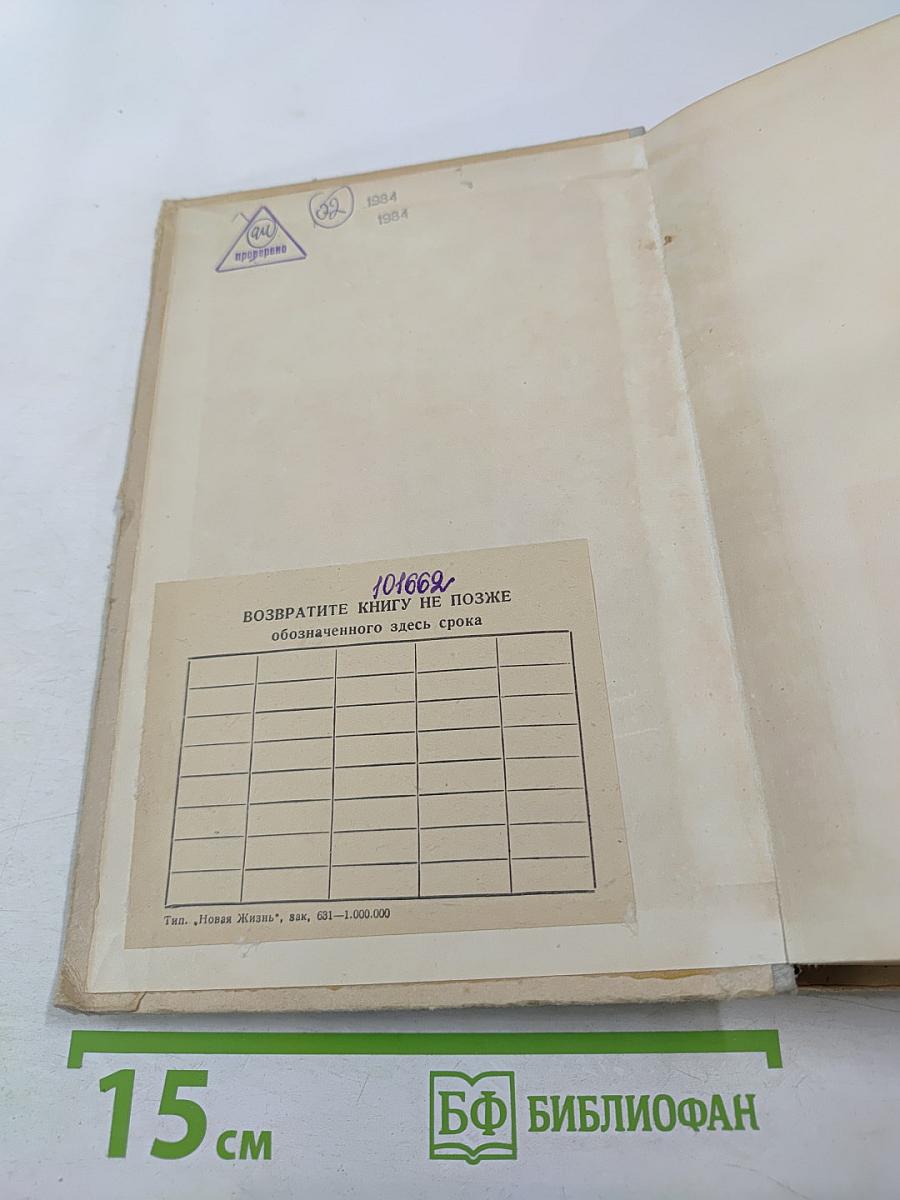 проверено
22 1984
1984
101662
ВОЗВРАТИТЕ КНИГУ НЕ ПОЗЖЕ
обозначенного здесь срока
Тип. „Новая Жизнь“, зак, 631—1.000.000
15 см
БФ БИБЛИОФАН